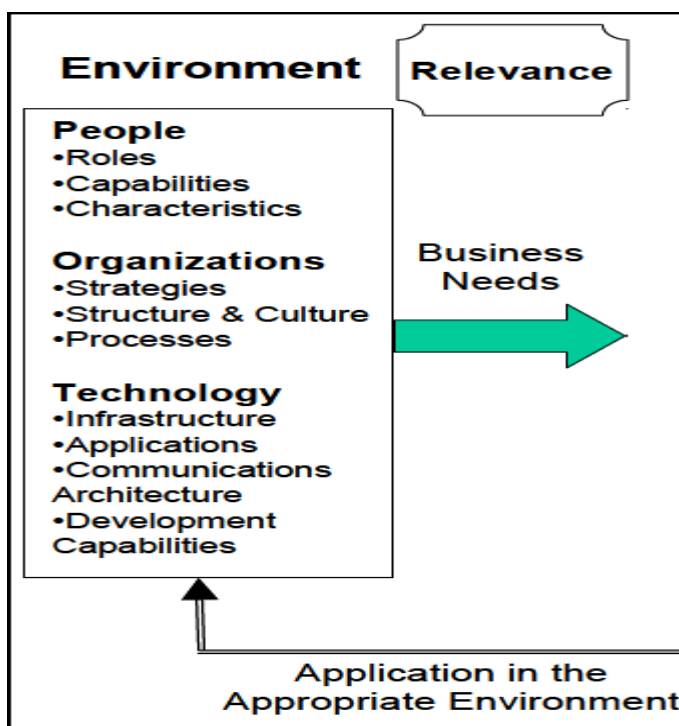 Environment
Relevance
People
•Roles
•Capabilities
•Characteristics
Organizations
•Strategies
•Structure & Culture
•Processes
Technology
•Infrastructure
•Applications
•Communications
Architecture
•Development
Capabilities
Business
Needs
Application in the
Appropriate Environment